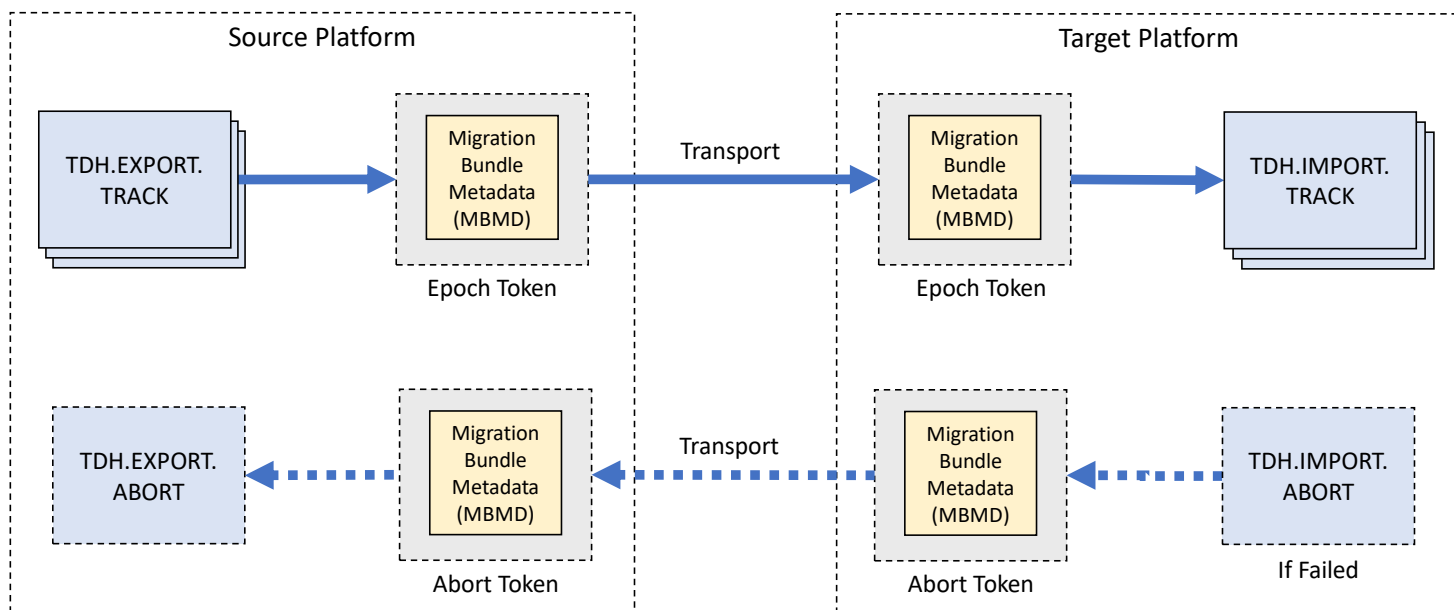 Source Platform
Target Platform
TDH.EXPORT.
TRACK
Migration
Bundle
Metadata
(MBMD)
Epoch Token
Transport
Migration
Bundle
Metadata
(MBMD)
Epoch Token
TDH.IMPORT.
TRACK
TDH.EXPORT.
ABORT
Migration
Bundle
Metadata
(MBMD)
Abort Token
Transport
Migration
Bundle
Metadata
(MBMD)
Abort Token
TDH.IMPORT.
ABORT
If Failed